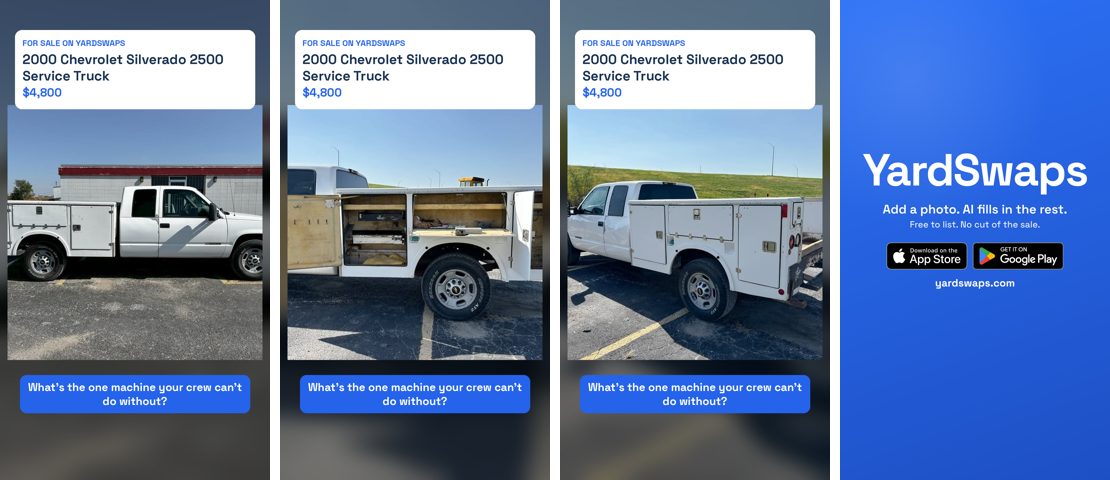 FOR SALE ON YARDSWAPS
2000 Chevrolet Silverado 2500
Service Truck
$4,800
What's the one machine your crew can't
do without?
FOR SALE ON YARDSWAPS
2000 Chevrolet Silverado 2500
Service Truck
$4,800
What's the one machine your crew can't
do without?
FOR SALE ON YARDSWAPS
2000 Chevrolet Silverado 2500
Service Truck
$4,800
What's the one machine your crew can't
do without?
YardSwaps
Add a photo. AI fills in the rest.
Free to list. No cut of the sale.
Download on the
App Store
GET IT ON
Google Play
yardswaps.com